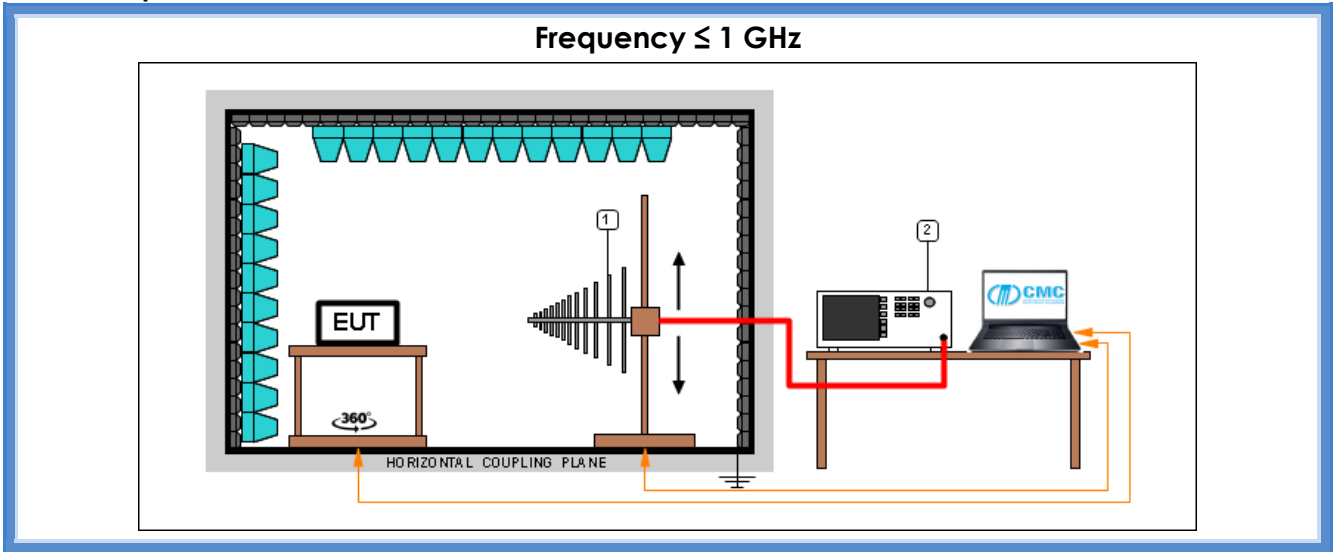 Frequency ≤ 1 GHz
1
2
CMC
EUT
360°
HORIZONTAL COUPLING PLANE